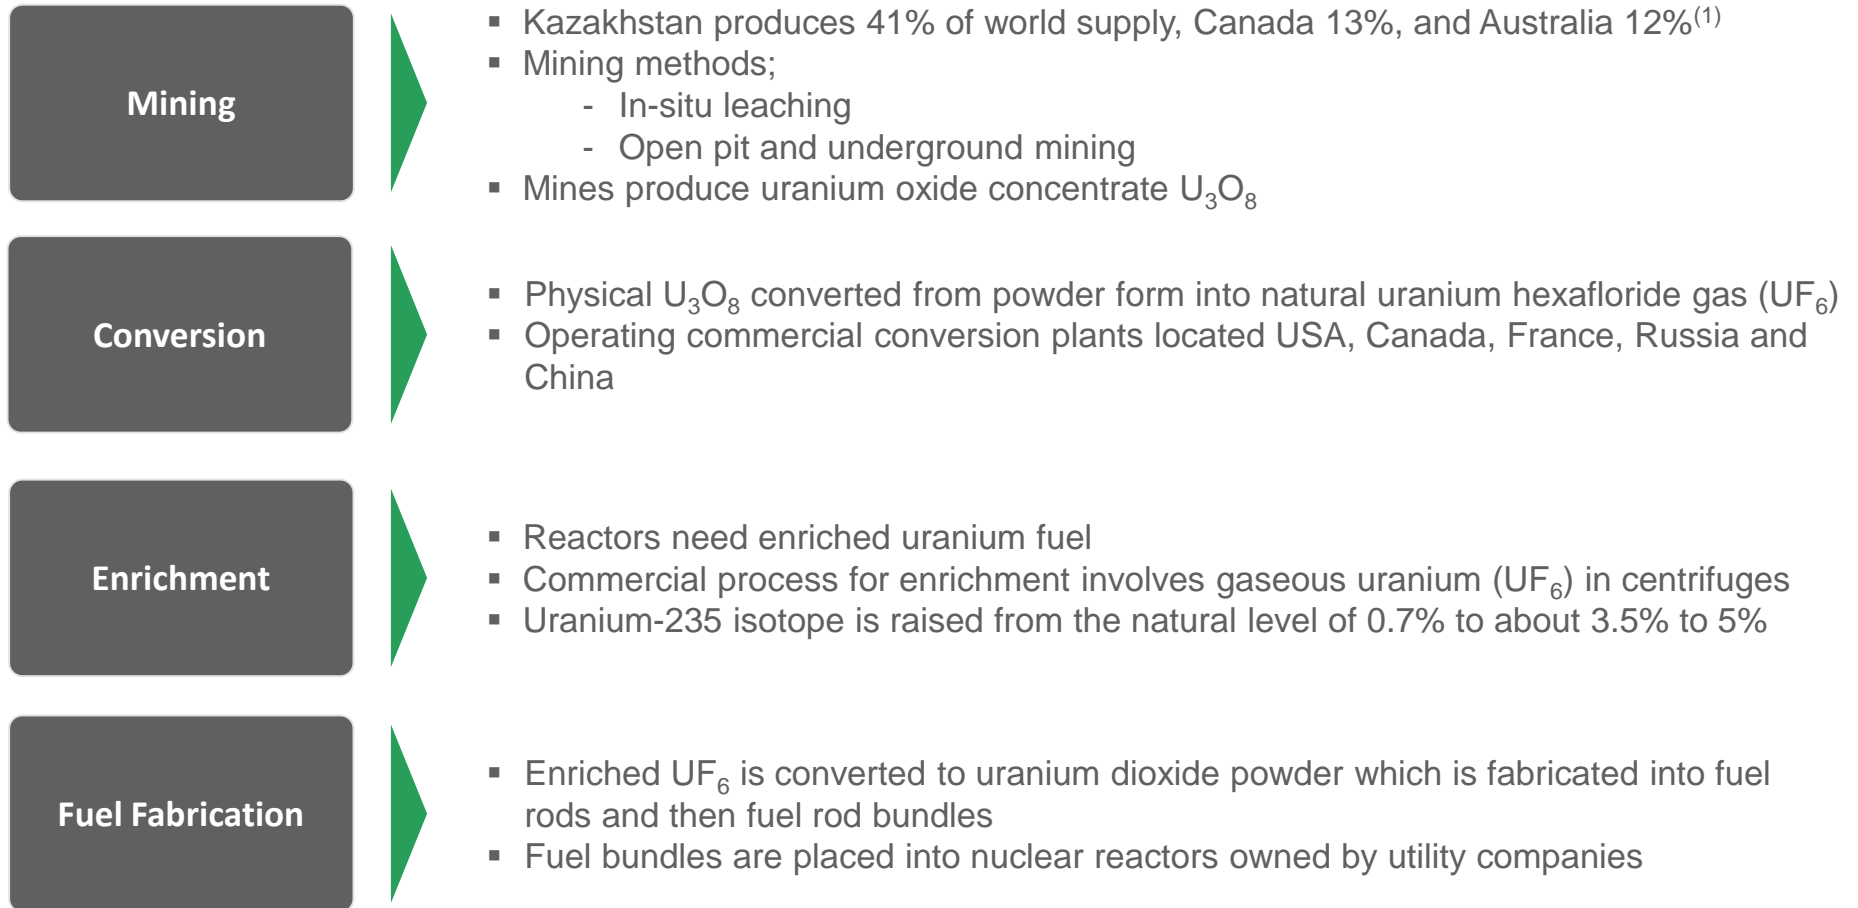 Mining
▪ Kazakhstan produces 41% of world supply, Canada 13%, and Australia 12%(1)
▪ Mining methods;
- In-situ leaching
- Open pit and underground mining
▪ Mines produce uranium oxide concentrate U3O8
Conversion
▪ Physical U3O8 converted from powder form into natural uranium hexafloride gas (UF6)
▪ Operating commercial conversion plants located USA, Canada, France, Russia and
China
Enrichment
▪ Reactors need enriched uranium fuel
▪ Commercial process for enrichment involves gaseous uranium (UF6) in centrifuges
▪ Uranium-235 isotope is raised from the natural level of 0.7% to about 3.5% to 5%
Fuel Fabrication
▪ Enriched UF6 is converted to uranium dioxide powder which is fabricated into fuel
rods and then fuel rod bundles
▪ Fuel bundles are placed into nuclear reactors owned by utility companies